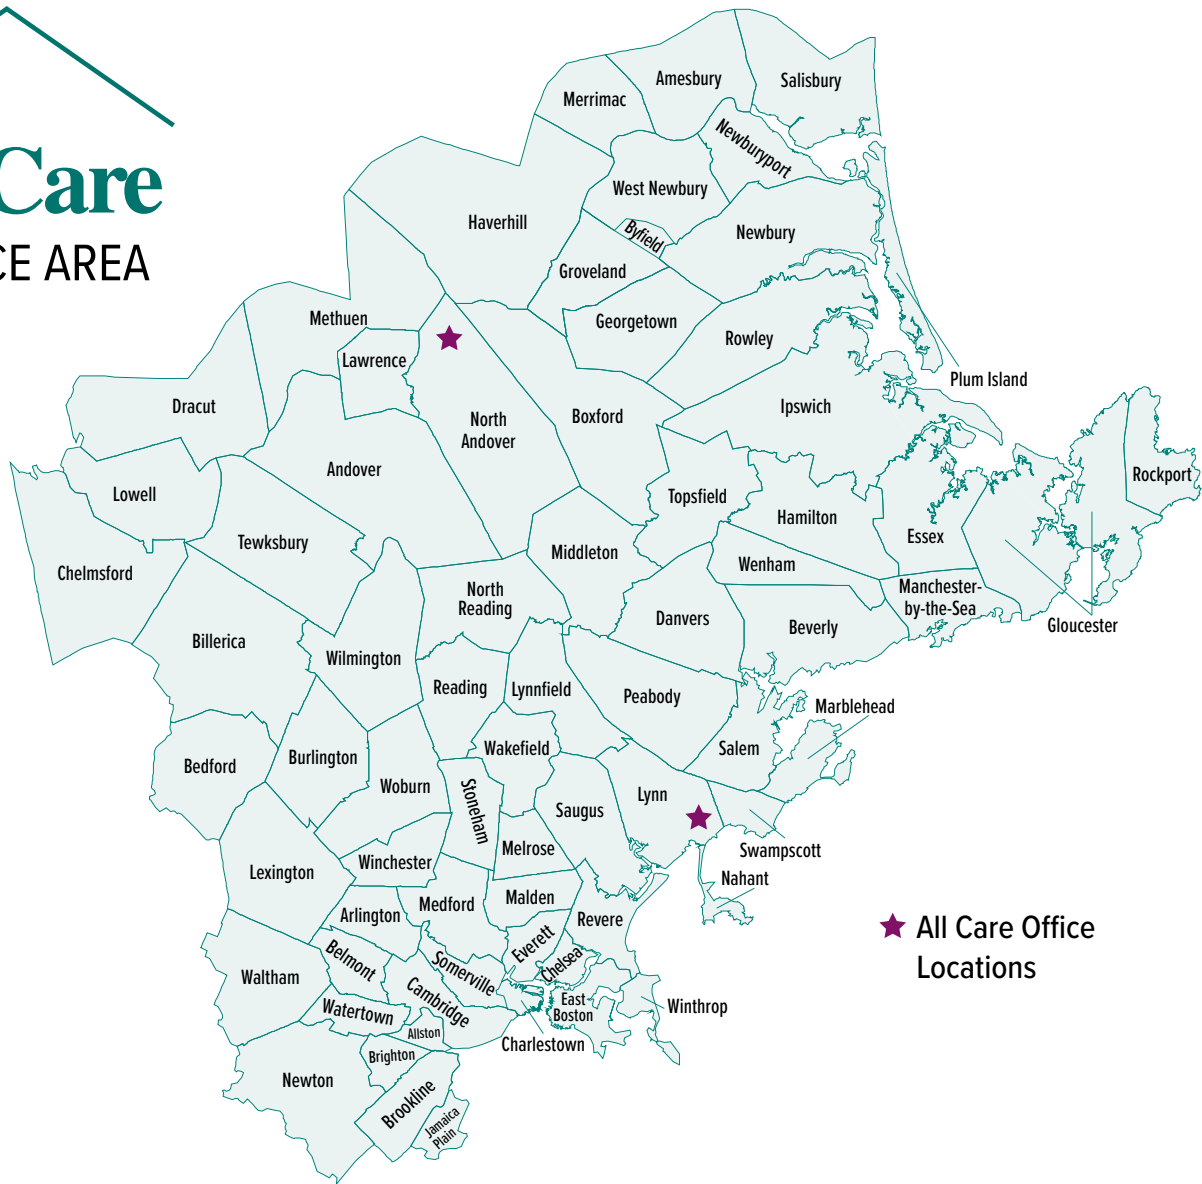 Care
CE AREA
Amesbury
Salisbury
Merrimac
Newburyport
West Newbury
Haverhill
Byfield
Newbury
Groveland
Methuen
Georgetown
Rowley
Lawrence
Plum Island
Dracut
Ipswich
Boxford
North
Andover
Andover
Rockport
Lowell
Topsfield
Hamilton
Essex
Tewksbury
Middleton
Wenham
Chelmsford
Manchester-
by-the-Sea
North
Reading
Danvers
Beverly
Gloucester
Billerica
Wilmington
Reading
Lynnfield
Peabody
Marblehead
Salem
Wakefield
Burlington
Bedford
Woburn
Stoneham
Lynn
Saugus
Swampscott
Melrose
Winchester
Lexington
Nahant
Malden
Medford
Arlington
Revere
All Care Office
Locations
Everett
Belmont
Somerville
Chelsea
Waltham
Cambridge
East
Boston
Winthrop
Watertown
Allston
Charlestown
Brighton
Newton
Brookline
Jamaica
Plain